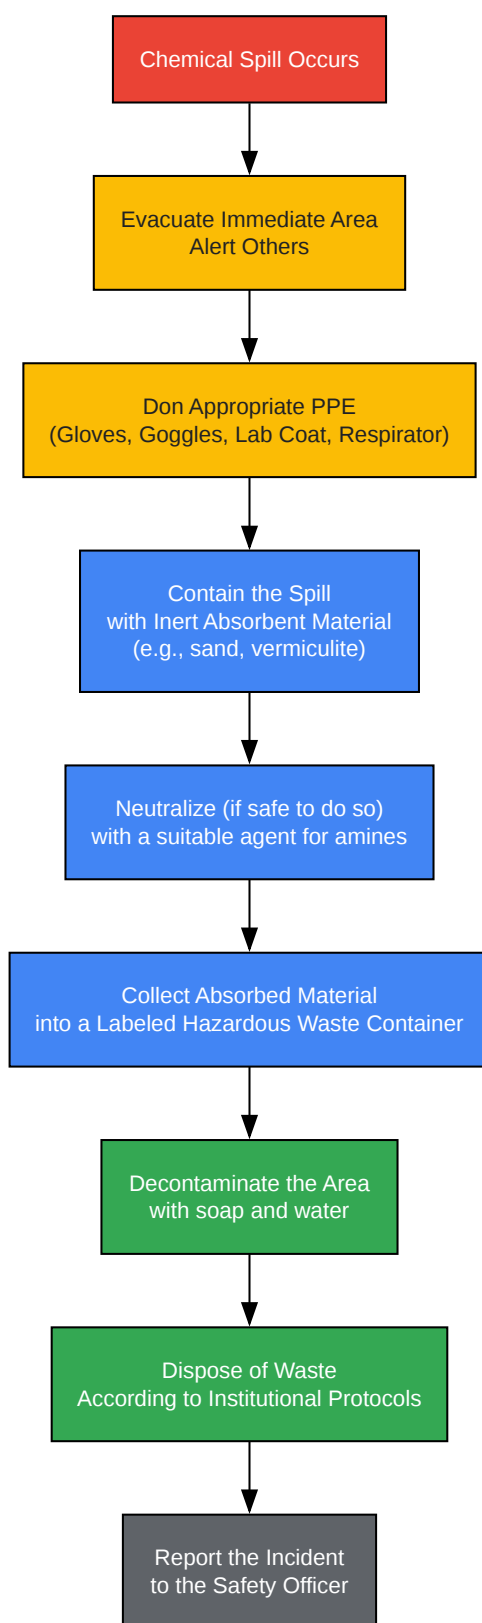 Chemical Spill Occurs
Evacuate Immediate Area
Alert Others
Don Appropriate PPE
(Gloves, Goggles, Lab Coat, Respirator)
Contain the Spill
with Inert Absorbent Material
(e.g., sand, vermiculite)
Neutralize (if safe to do so)
with a suitable agent for amines
Collect Absorbed Material
into a Labeled Hazardous Waste Container
Decontaminate the Area
with soap and water
Dispose of Waste
According to Institutional Protocols
Report the Incident
to the Safety Officer